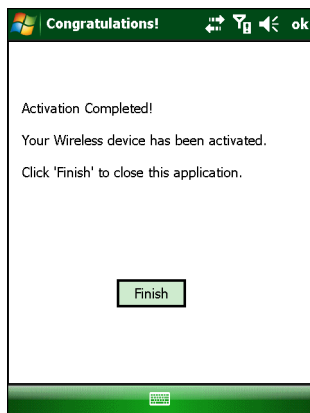 Congratulations!
ok
Activation Completed!
Your Wireless device has been activated.
Click 'Finish' to close this application.
Finish